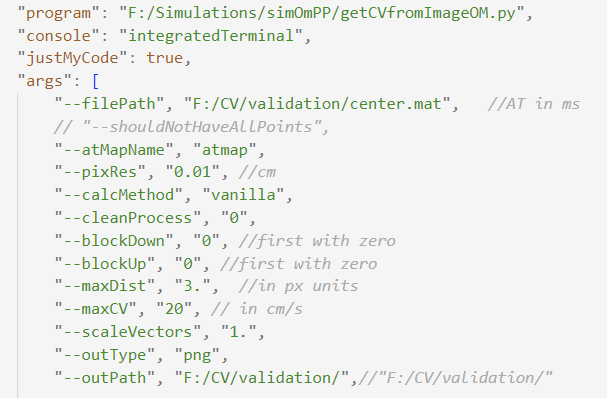 "program": "F:/Simulations/simOmPP/getCVfromImageOM.py",
"console": "integratedTerminal",
"justMyCode": true,
"args": [
"--filePath", "F:/CV/validation/center.mat", //AT in ms
// "--shouldNotHaveAllPoints",
"--atMapName", "atmap",
"--pixRes", "0.01", //cm
"--calcMethod", "vanilla",
"--cleanProcess", "0",
"--blockDown", "0", //first with zero
"--blockUp", "0", //first with zero
"--maxDist", "3.", //in px units
"--maxCV", "20", // in cm/s
"--scaleVectors", "1.",
"--outType", "png",
"--outPath", "F:/CV/validation/",//"F:/CV/validation/"